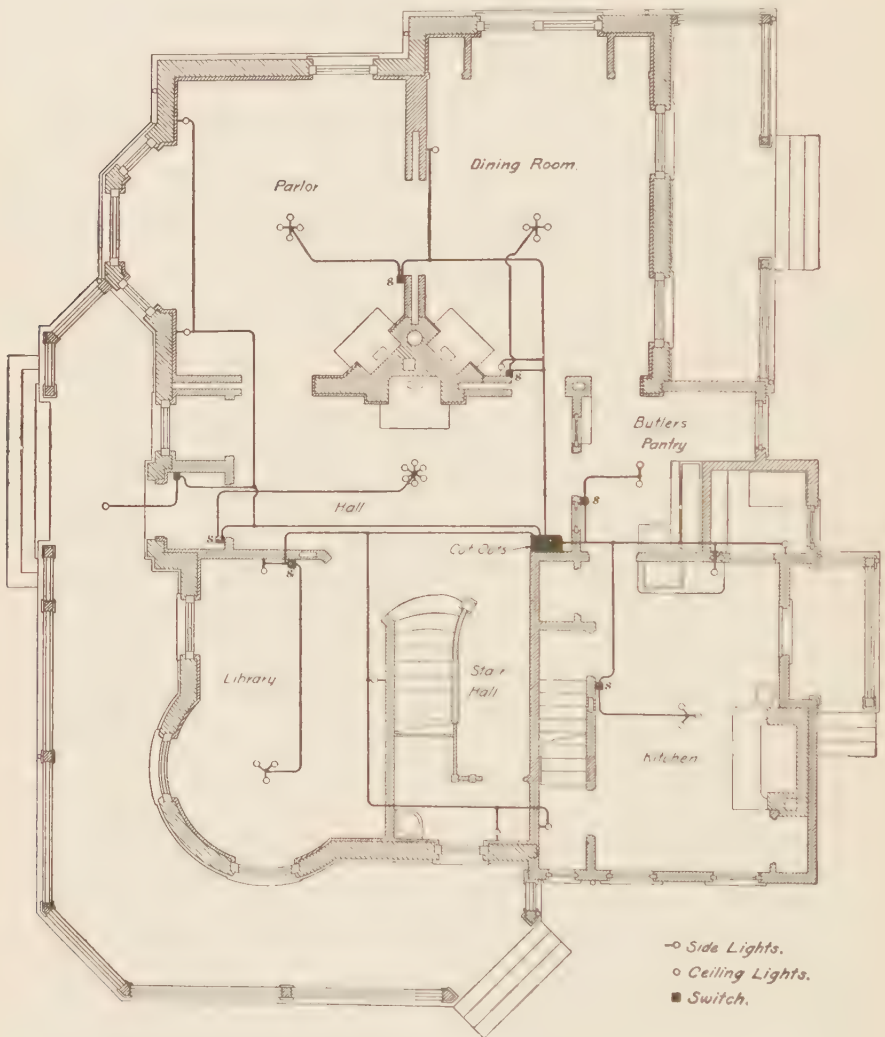 Parlor
Dining Room.
S
S
Butlers
Pantry
Hall
S
S
Cut Outs
S
Library
Stair
Hall
S
Kitchen
Side Lights.
Ceiling Lights.
Switch.